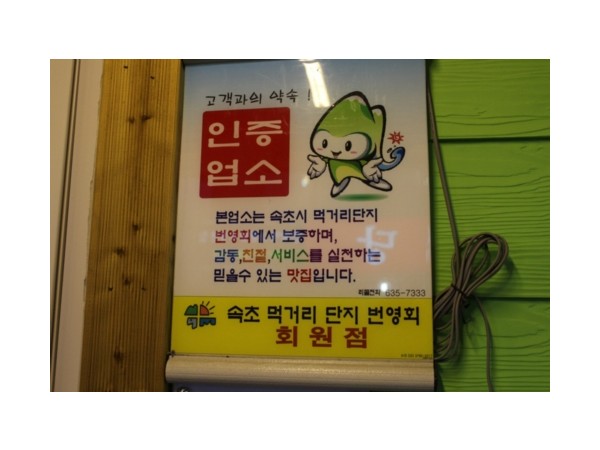 고객과의 약속!
인증
업소
본업소는 속초시 먹거리단지
번영회에서 보증하며,
감동,친절,서비스를 실천하는
믿을수 있는 맛집입니다.
635-7333
속초 먹거리 단지 번영회
회원점